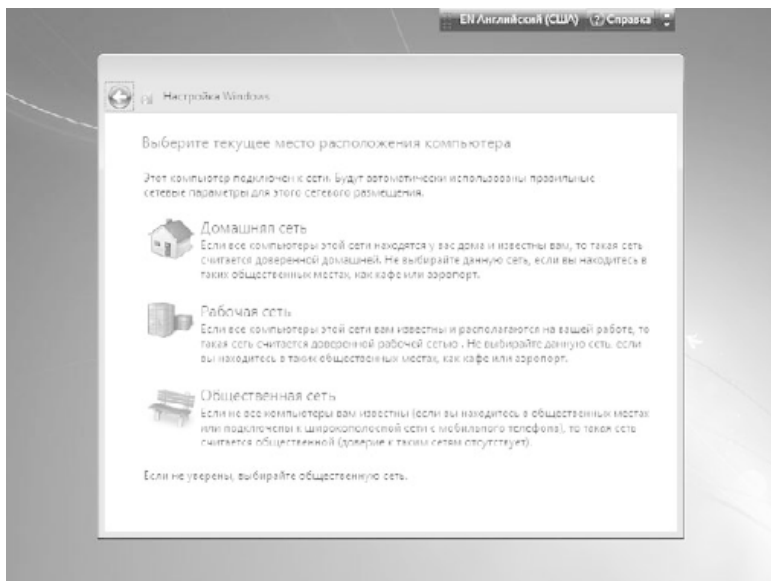 EN Английский (США) Справка
Настройка Windows
Выберите текущее место расположения компьютера
Этот компьютер подключен к сети. Будут автоматически использованы правильные
сетевые параметры для этого сетевого размещения.
Домашняя сеть
Если все компьютеры этой сети находятся у вас дома и известны вам, то такая сеть
считается доверенной домашней. Не выбирайте данную сеть, если вы находитесь в
таких общественных местах, как кафе или аэропорт.
Рабочая сеть
Если все компьютеры этой сети вам известны и располагаются на вашей работе, то
такая сеть считается доверенной рабочей сетью . Не выбирайте данную сеть, если
вы находитесь в таких общественных местах, как кафе или аэропорт.
Общественная сеть
Если не все компьютеры вам известны (если вы находитесь в общественных местах
или подключены к широкополосной сети с мобильного телефона), то такая сеть
считается общественной (доверие к таким сетям отсутствует).
Если не уверены, выбирайте общественную сеть.